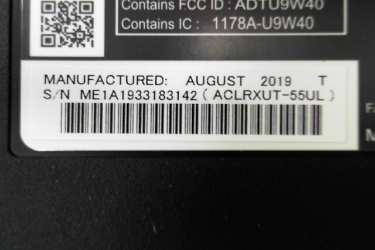 Contains FCC ID : ADTU9W40
Contains IC : 1178A-U9W40
MANUFACTURED: AUGUST 2019 T
S/N ME1A1933183142 ( ACLRXUT-55UL )